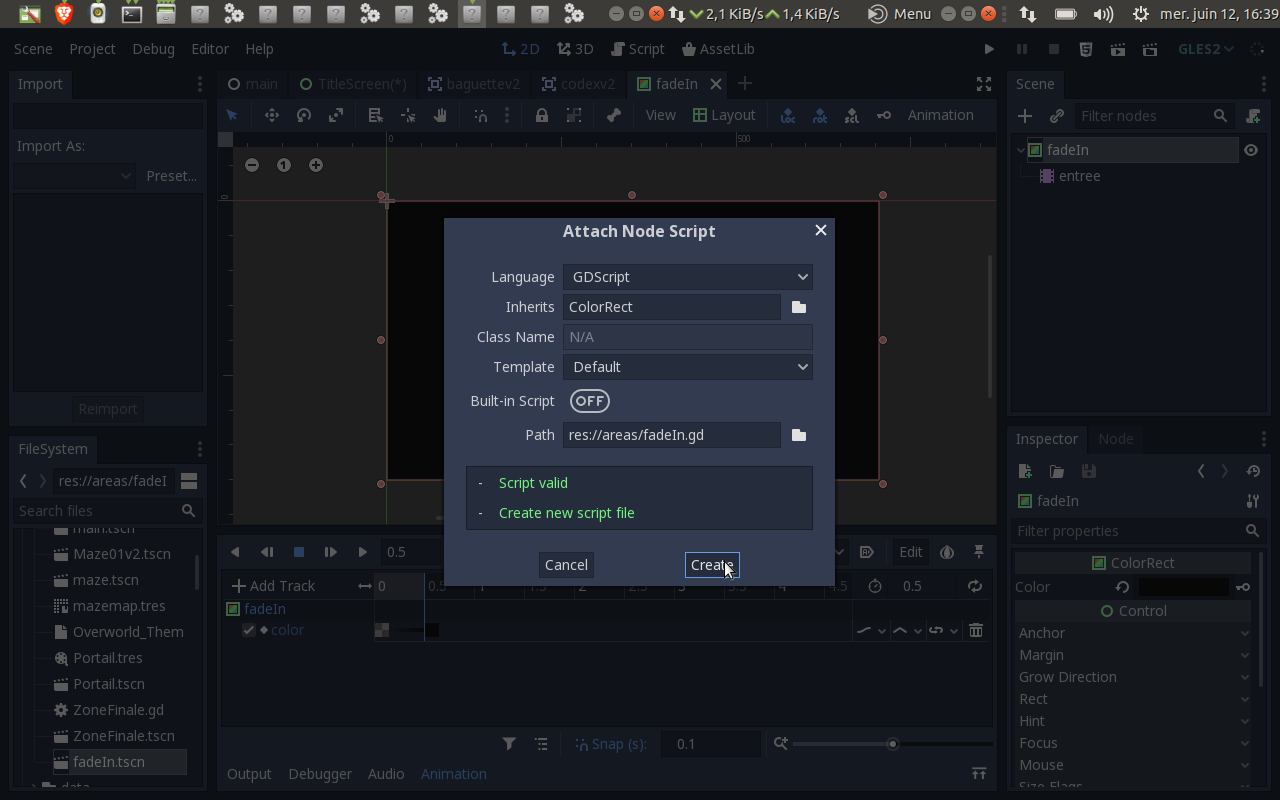 2,1 KiB/s 1,4 KiB/s Menu mer. juin 12, 16:39
Scene Project Debug Editor Help 2D 3D Script AssetLib GLES2
Import
main TitleScreen(*) baguettev2 codexv2 fadeIn
Scene
View Layout Animation
Filter nodes
0 500
Import As:
Preset...
1
0
fadeIn
entree
Reimport
Attach Node Script
Language GDScript
Inherits ColorRect
Class Name N/A
Template Default
Built-in Script OFF
Path res://areas/fadeIn.gd
- Script valid
- Create new script file
Cancel Create
FileSystem
res://areas/fadeI
Search files
main.tscn
Maze01v2.tscn
maze.tscn
mazemap.tres
Overworld_Them
Portail.tres
Portail.tscn
ZoneFinale.gd
ZoneFinale.tscn
fadeIn.tscn
data
0.5 Edit
Add Track 0 0.5 1 1.5 2 2.5 3 3.5 4 4.5 0.5
fadeIn
color
Snap (s): 0.1
Output Debugger Audio Animation
Inspector Node
fadeIn
Filter properties
ColorRect
Color
Control
Anchor
Margin
Grow Direction
Rect
Hint
Focus
Mouse
Size Flags